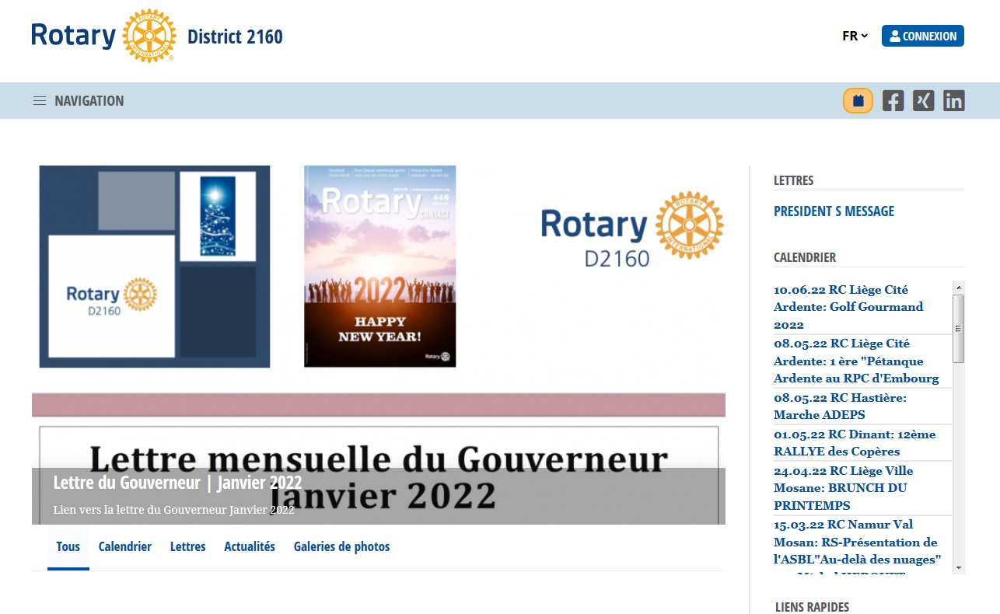 Rotary
District 2160
FR
CONNEXION
NAVIGATION
Rotary
D2160
446
Rotary
CONTACT
2022
HAPPY
NEW YEAR!
Rotary
Rotary
D2160
Lettre mensuelle du Gouverneur
Janvier 2022
Lettre du Gouverneur | Janvier 2022
Lien vers la lettre du Gouverneur Janvier 2022
Tous
Calendrier
Lettres
Actualités
Galeries de photos
LETTRES
PRESIDENT S MESSAGE
CALENDRIER
10.06.22 RC Liège Cité
Ardente: Golf Gourmand
2022
08.05.22 RC Liège Cité
Ardente: 1 ère "Pétanque
Ardente au RPC d'Embourg
08.05.22 RC Hastière:
Marche ADEPS
01.05.22 RC Dinant: 12ème
RALLYE des Copères
24.04.22 RC Liège Ville
Mosane: BRUNCH DU
PRINTEMPS
15.03.22 RC Namur Val
Mosan: RS-Présentation de
l'ASBL"Au-delà des nuages"
LIENS RAPIDES